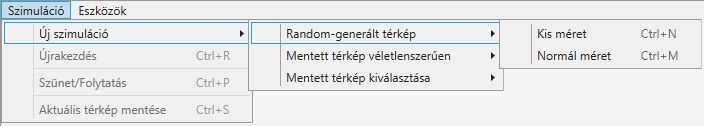 Szimuláció Eszközök
Új szimuláció
Újrakezdés Ctrl+R
Szünet/Folytatás Ctrl+P
Aktuális térkép mentése Ctrl+S
Random-generált térkép
Mentett térkép véletlenszerűen
Mentett térkép kiválasztása
Kis méret Ctrl+N
Normál méret Ctrl+M